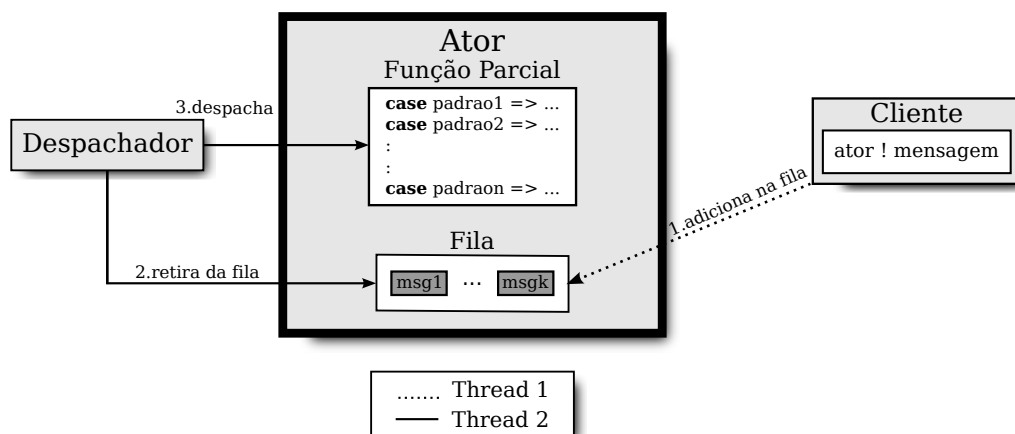 Ator
Função Parcial
case padrao1 => ...
case padrao2 => ...
:
:
case padraon => ...
3.despacha
Despachador
Cliente
ator ! mensagem
1.adiciona na fila
Fila
msg1 ... msgk
2.retira da fila
....... Thread 1
Thread 2